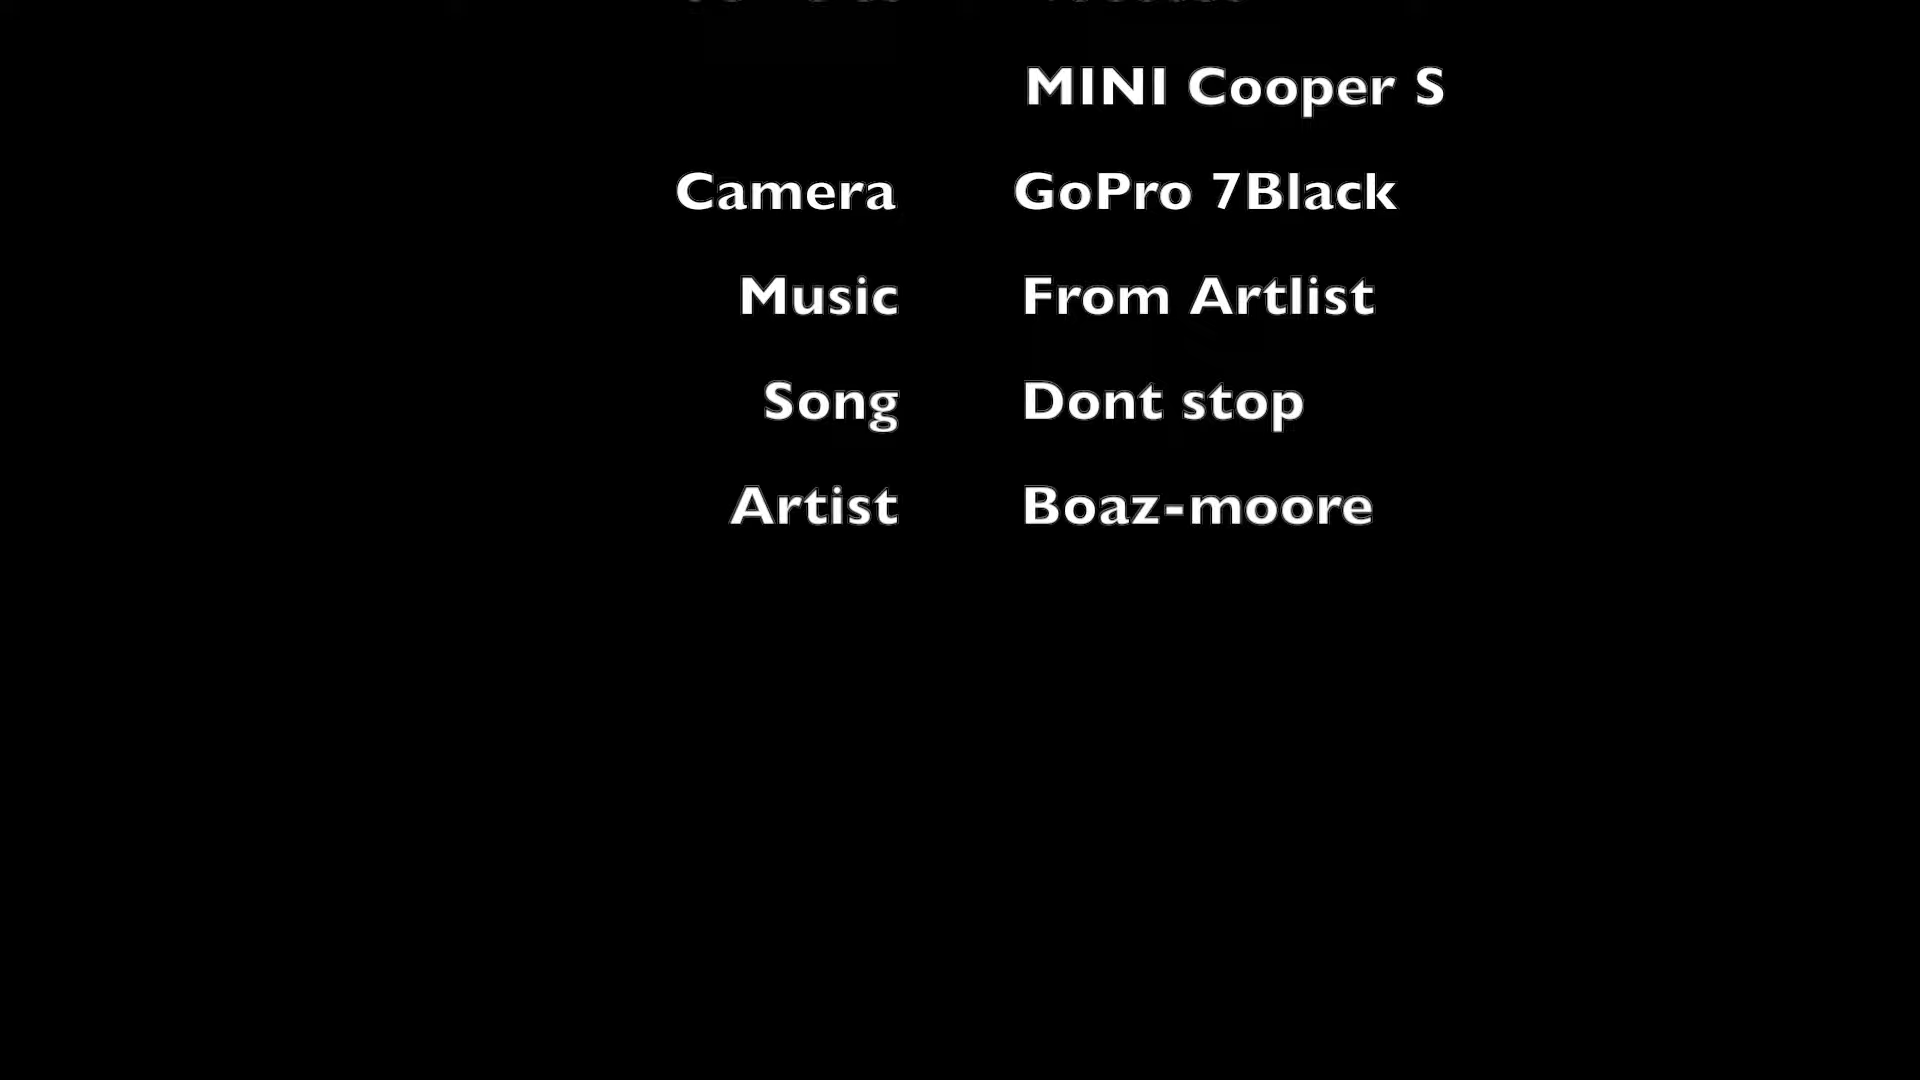 MINI Cooper S
Camera GoPro 7Black
Music From Artlist
Song Dont stop
Artist Boaz-moore